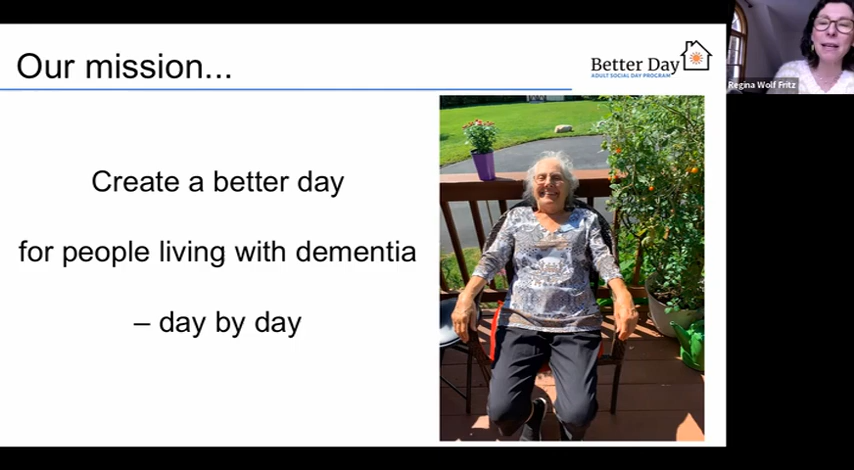 Our mission...
Better Day
ADULT SOCIAL DAY PROGRAM
Regina Wolf Fritz
Create a better day
for people living with dementia
– day by day